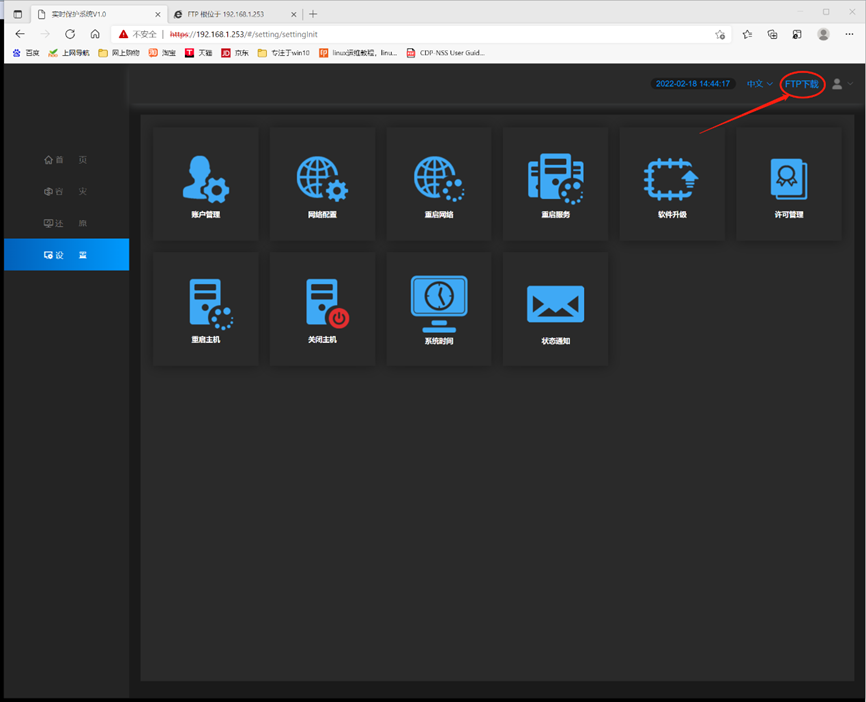 实时保护系统V1.0
FTP 根位于 192.168.1.253
不安全 | https://192.168.1.253/#/setting/settingInit
百度 上网导航 网上购物 淘宝 天猫 京东 专注于win10 linux运维教程，linu... CDP-NSS User Guid...
2022-02-18 14:44:17 中文 FTP下载
首 页
容 灾
还 原
设 置
账户管理 网络配置 重启网络 重启服务 软件升级 许可管理
重启主机 关闭主机 系统时间 状态通知